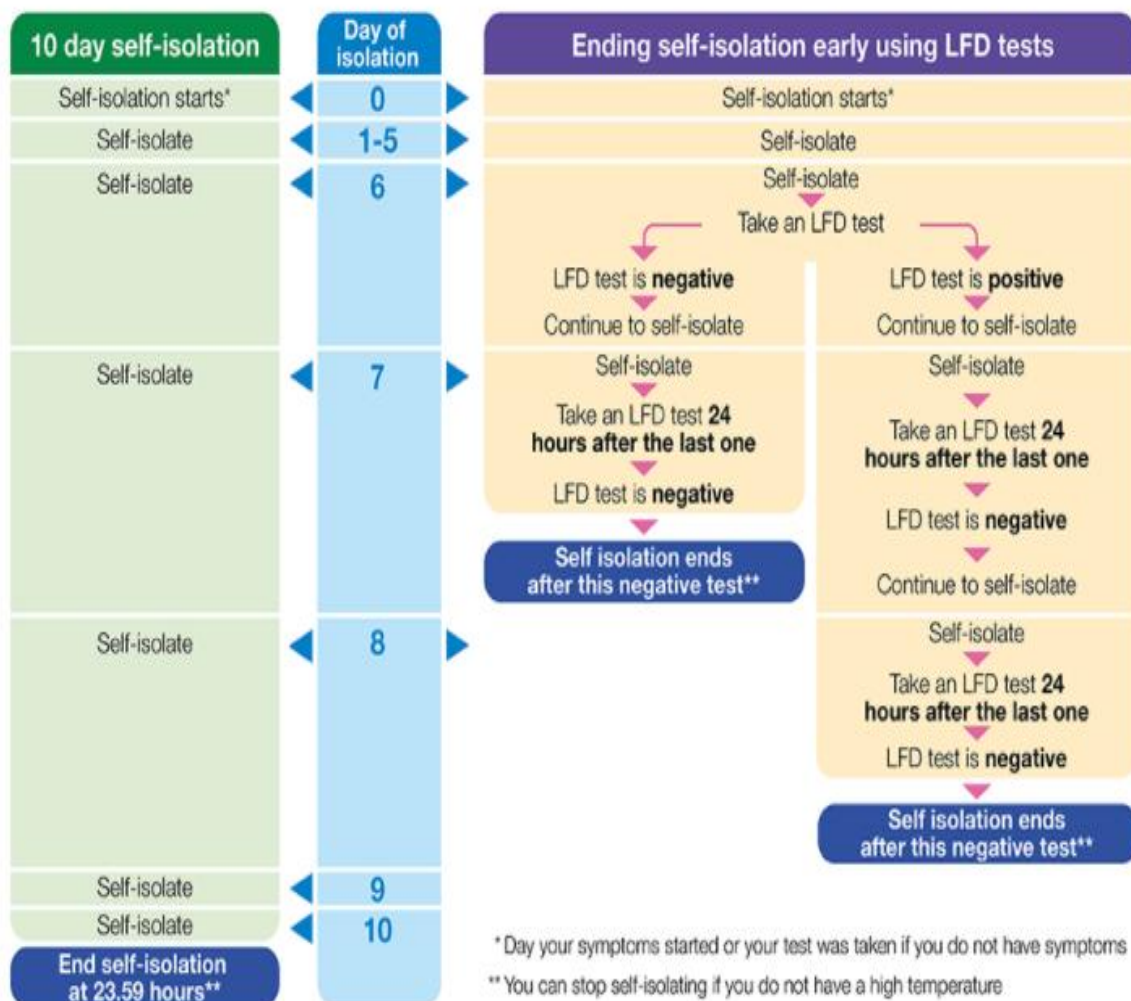 10 day self-isolation
Day of
isolation
Ending self-isolation early using LFD tests
Self-isolation starts*
0
Self-isolation starts*
Self-isolate
1-5
Self-isolate
Self-isolate
6
Self-isolate
Take an LFD test
LFD test is negative
Continue to self-isolate
LFD test is positive
Continue to self-isolate
Self-isolate
7
Self-isolate
Take an LFD test 24
hours after the last one
LFD test is negative
Self isolation ends
after this negative test**
Self-isolate
Take an LFD test 24
hours after the last one
LFD test is negative
Continue to self-isolate
Self-isolate
8
Self-isolate
Take an LFD test 24
hours after the last one
LFD test is negative
Self isolation ends
after this negative test**
Self-isolate
9
Self-isolate
10
End self-isolation
at 23.59 hours**
* Day your symptoms started or your test was taken if you do not have symptoms
** You can stop self-isolating if you do not have a high temperature